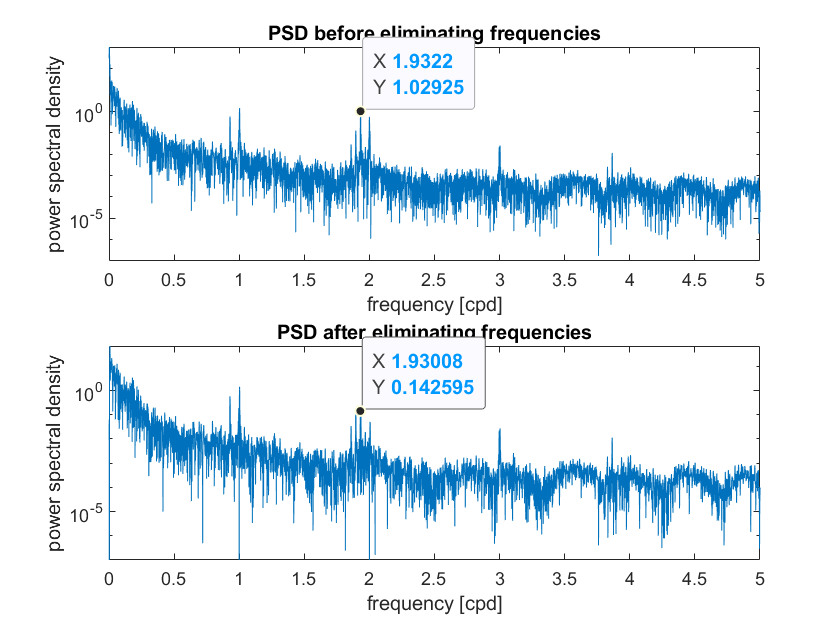 PSD before eliminating frequencies
X 1.9322
Y 1.02925
power spectral density
10^0
10^-5
0 0.5 1 1.5 2 2.5 3 3.5 4 4.5 5
frequency [cpd]
PSD after eliminating frequencies
X 1.93008
Y 0.142595
power spectral density
10^0
10^-5
0 0.5 1 1.5 2 2.5 3 3.5 4 4.5 5
frequency [cpd]